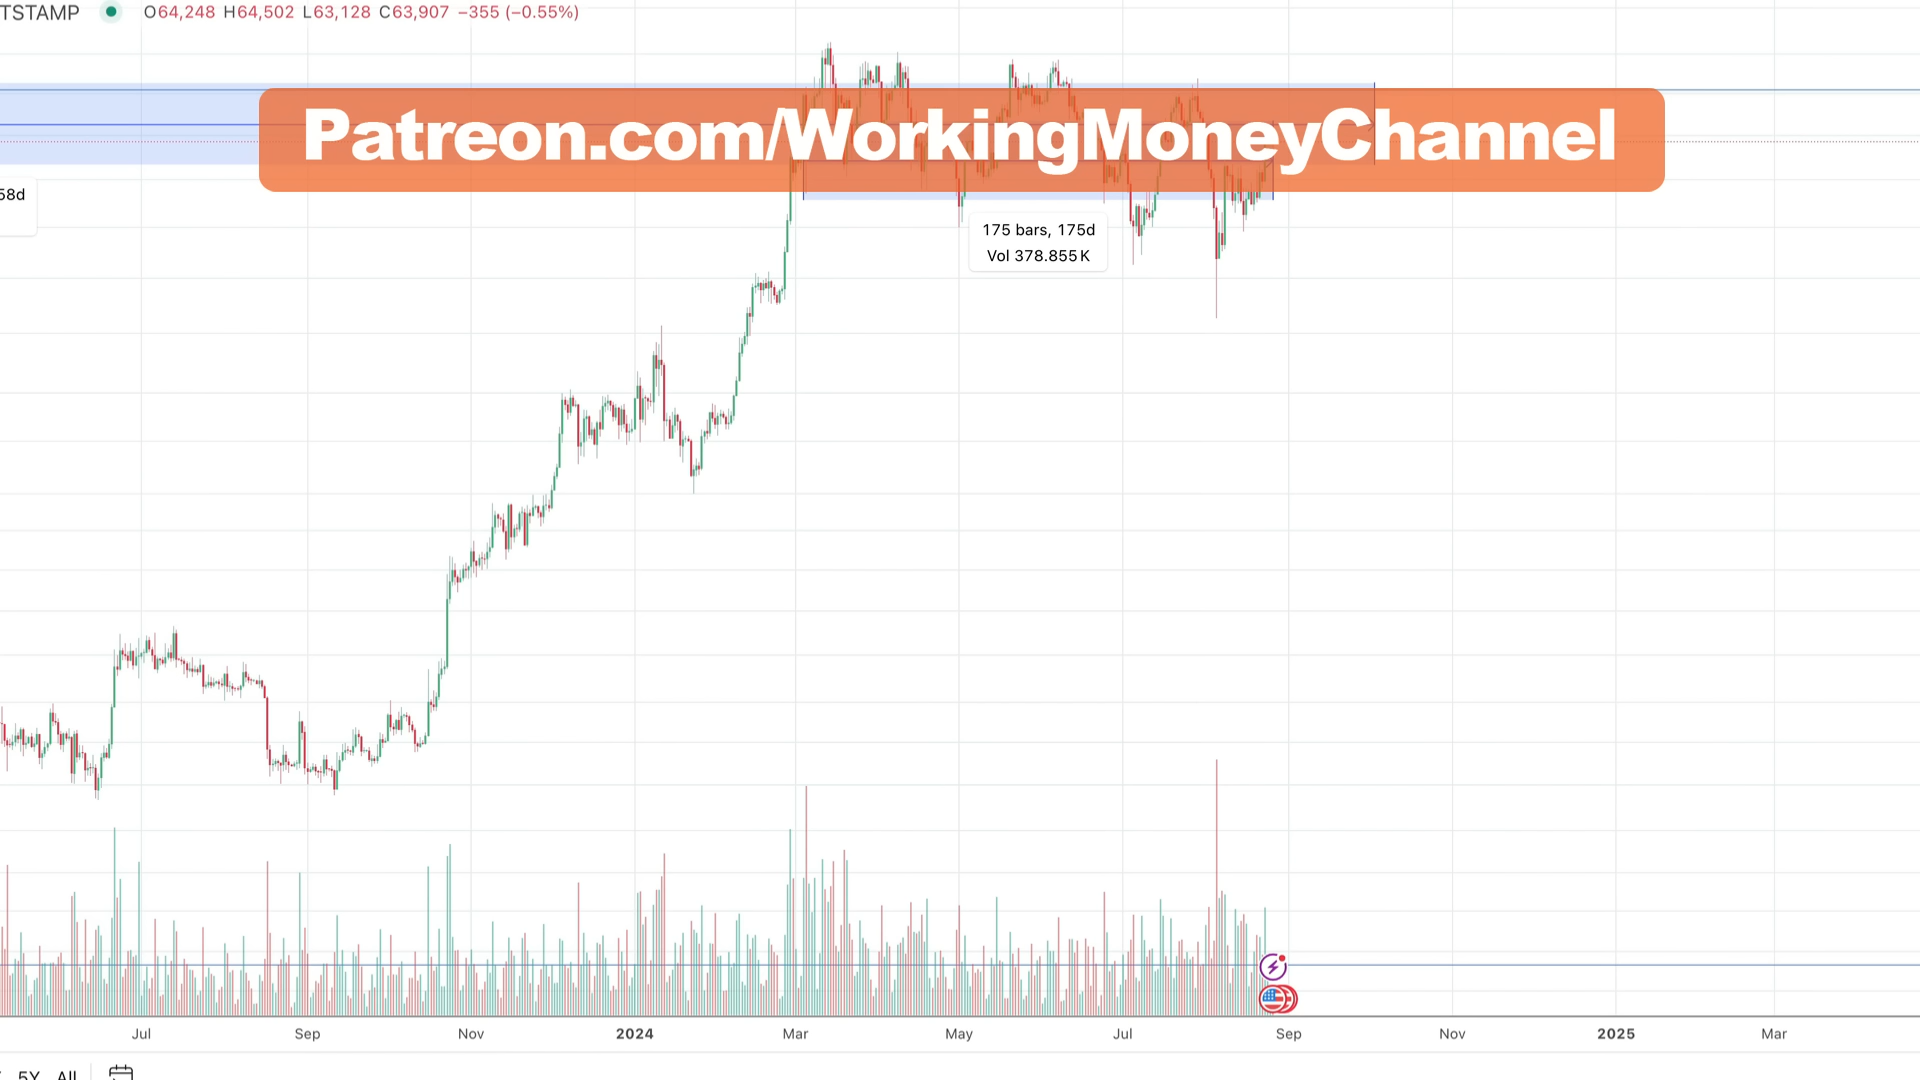 TSTAMP O64,248 H64,502 L63,128 C63,907 −355 (−0.55%)
Patreon.com/WorkingMoneyChannel
58d
175 bars, 175d
Vol 378.855K
Jul Sep Nov 2024 Mar May Jul Sep Nov 2025 Mar
5Y All